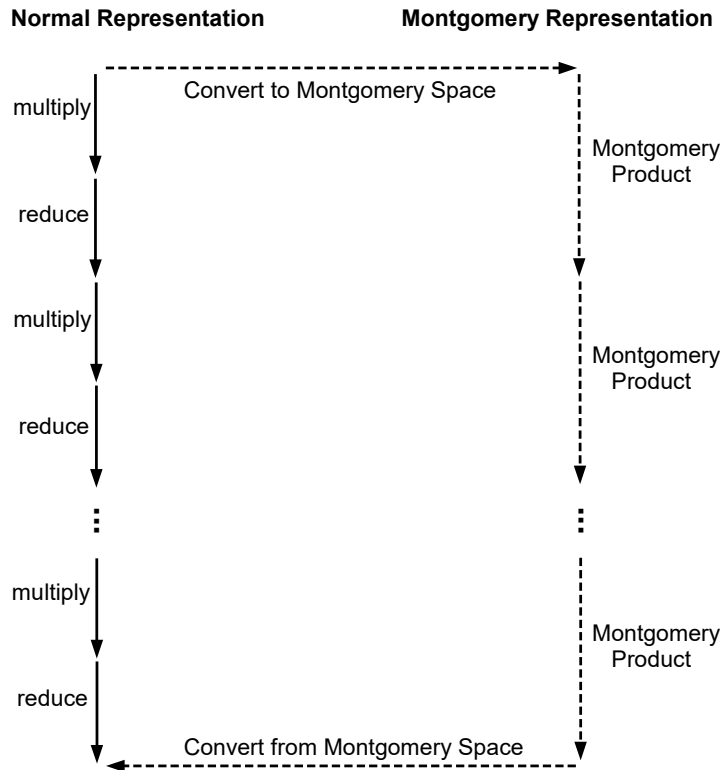 Normal Representation
Montgomery Representation
Convert to Montgomery Space
multiply
Montgomery
Product
reduce
multiply
Montgomery
Product
reduce
multiply
Montgomery
Product
reduce
Convert from Montgomery Space